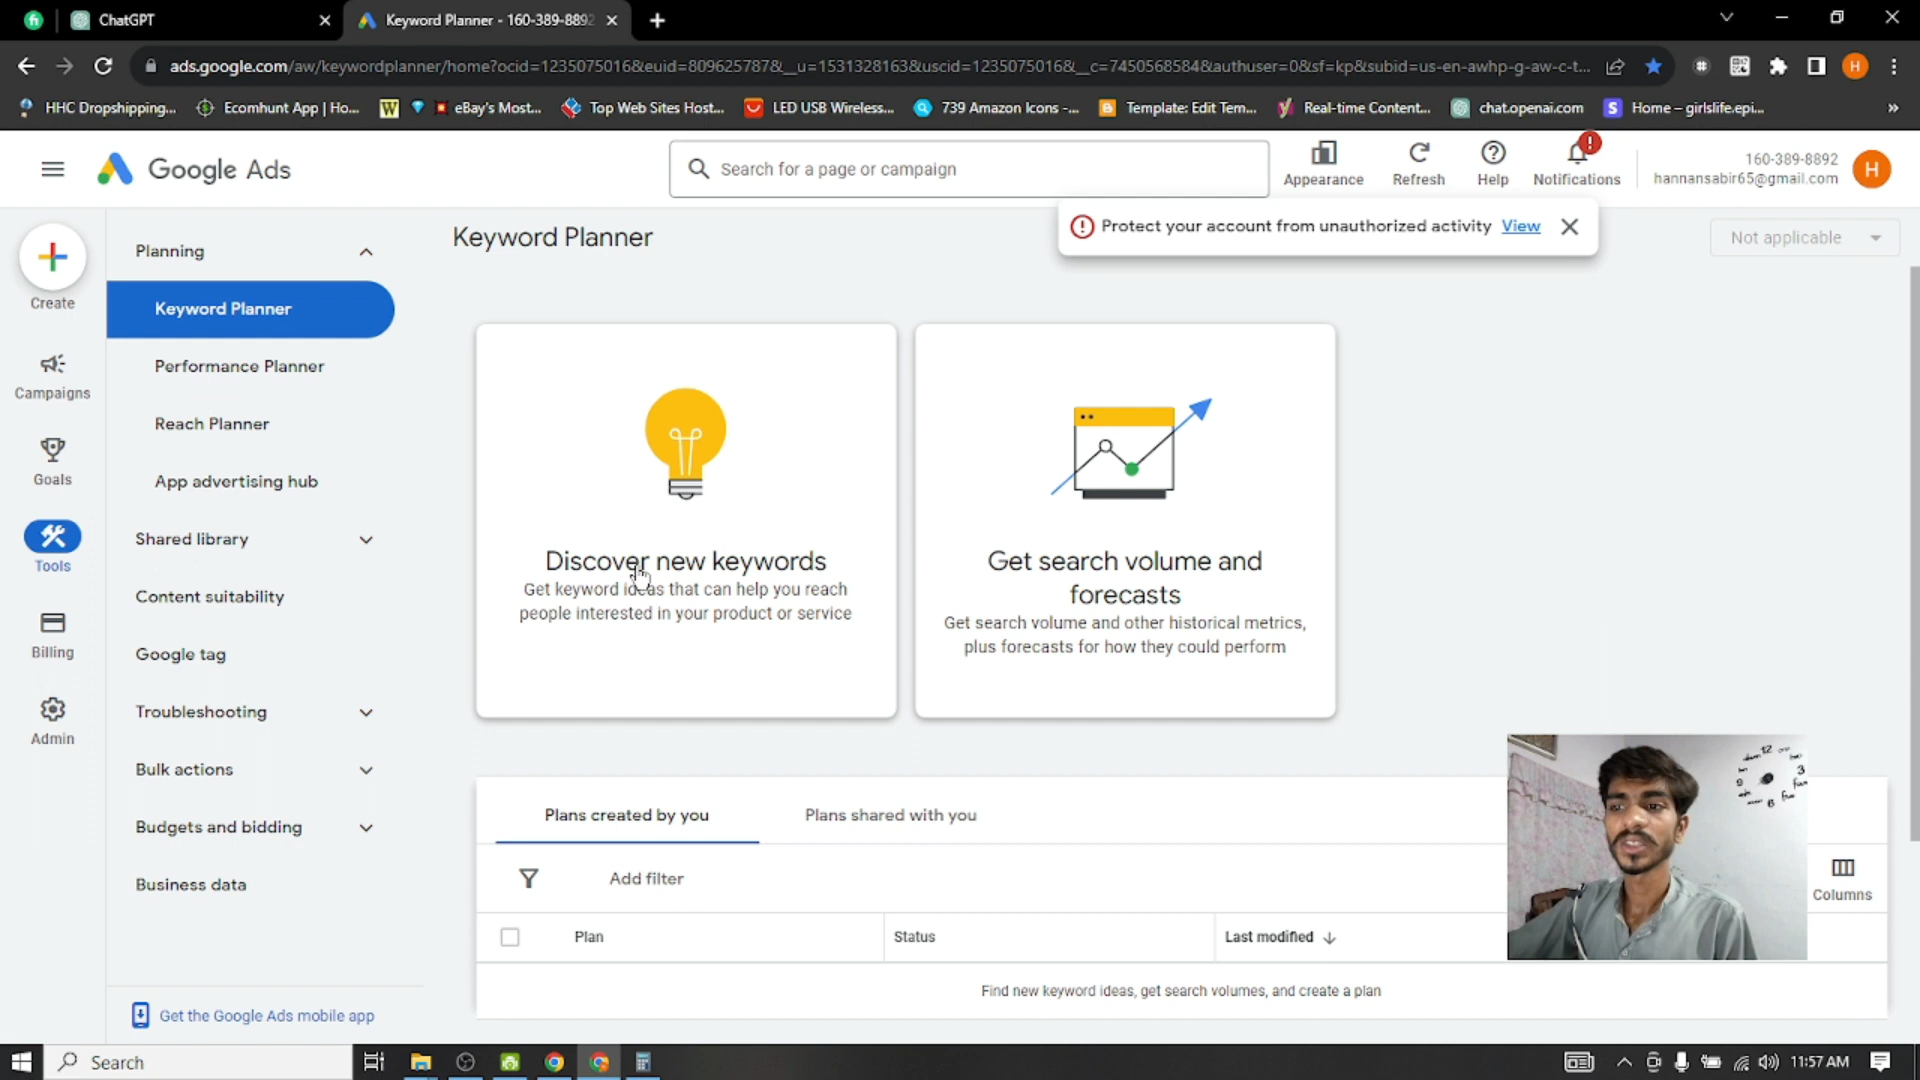 ChatGPT
Keyword Planner - 160-389-8892
ads.google.com/aw/keywordplanner/home?ocid=1235075016&euid=809625787&__u=1531328163&uscid=1235075016&__c=7450568584&authuser=0&sf=kp&subid=us-en-awhp-g-aw-c-t...
H
HHC Dropshipping...
Ecomhunt App | Ho...
W
eBay's Most...
Top Web Sites Host...
LED USB Wireless...
739 Amazon Icons -...
Template: Edit Tem...
Real-time Content...
chat.openai.com
S
Home – girlslife.epi...
»
Google Ads
Search for a page or campaign
Appearance
Refresh
Help
Notifications
160-389-8892
hannansabir65@gmail.com
H
Protect your account from unauthorized activity View
Not applicable
Create
Campaigns
Goals
Tools
Billing
Admin
Planning
Keyword Planner
Performance Planner
Reach Planner
App advertising hub
Shared library
Content suitability
Google tag
Troubleshooting
Bulk actions
Budgets and bidding
Business data
Get the Google Ads mobile app
Keyword Planner
Discover new keywords
Get keyword ideas that can help you reach
people interested in your product or service
Get search volume and
forecasts
Get search volume and other historical metrics,
plus forecasts for how they could perform
Plans created by you
Plans shared with you
Add filter
Columns
Plan
Status
Last modified
Find new keyword ideas, get search volumes, and create a plan
12
3
6
9
Search
11:57 AM